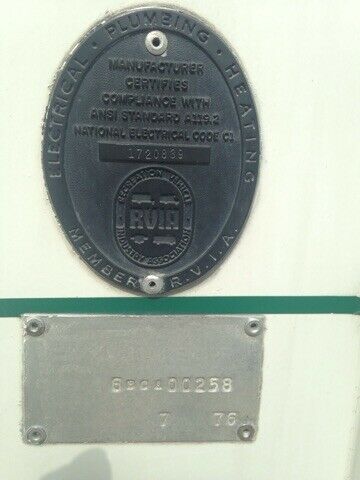 ELECTRICAL · PLUMBING · HEATING
MANUFACTURER
CERTIFIES
COMPLIANCE WITH
ANSI STANDARD A119.2
NATIONAL ELECTRICAL CODE C1
1720839
RECREATION VEHICLE
RVIA
INDUSTRY ASSOCIATION
MEMBER R.V.I.A.
7 76